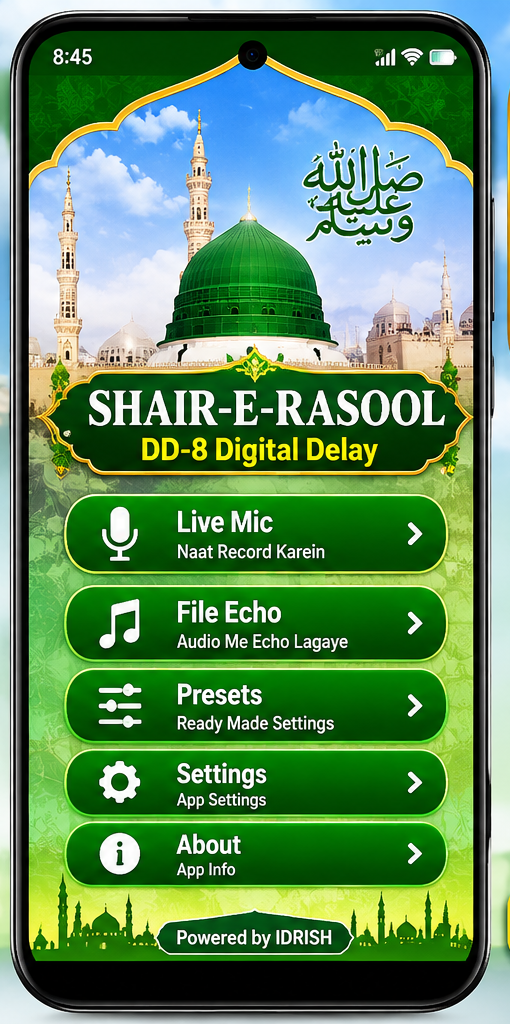 8:45
صلى الله
عليه
وسلم
SHAIR-E-RASOOL
DD-8 Digital Delay
Live Mic
Naat Record Karein
File Echo
Audio Me Echo Lagaye
Presets
Ready Made Settings
Settings
App Settings
About
App Info
Powered by IDRISH